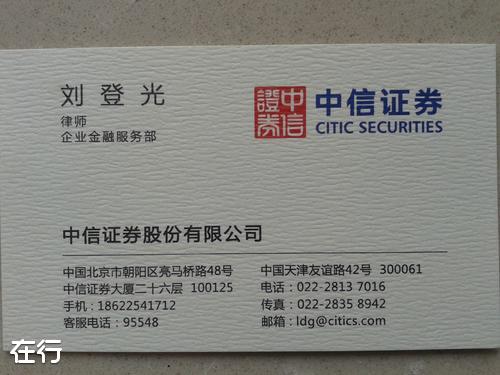 刘登光
律师
企业金融服务部
中信證券
中信证券
CITIC SECURITIES
中信证券股份有限公司
中国北京市朝阳区亮马桥路48号
中信证券大厦二十六层 100125
手机：18622541712
客服电话：95548
中国天津友谊路42号 300061
电话：022-2813 7016
传真：022-2835 8942
邮箱：ldg@citics.com
在行